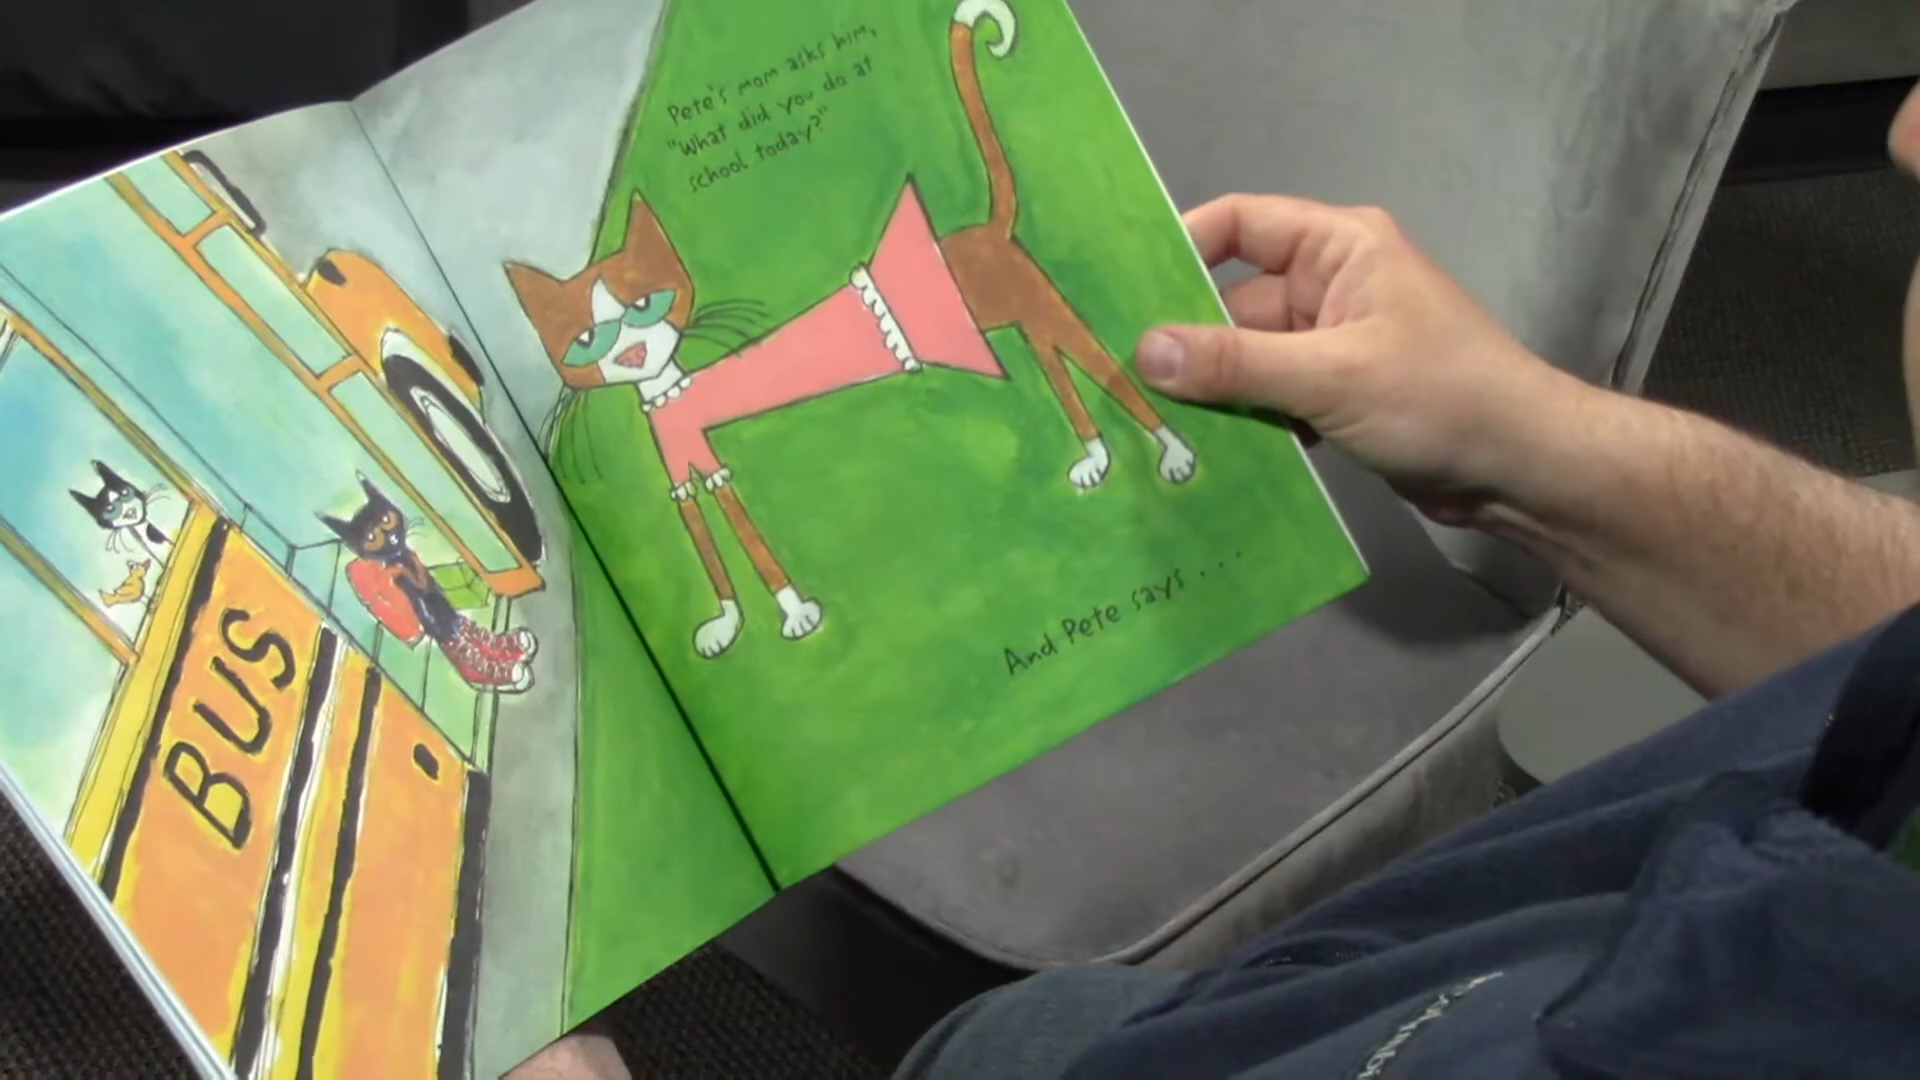 BUS
Pete's mom asks him,
"What did you do at
school today?"
And Pete says...